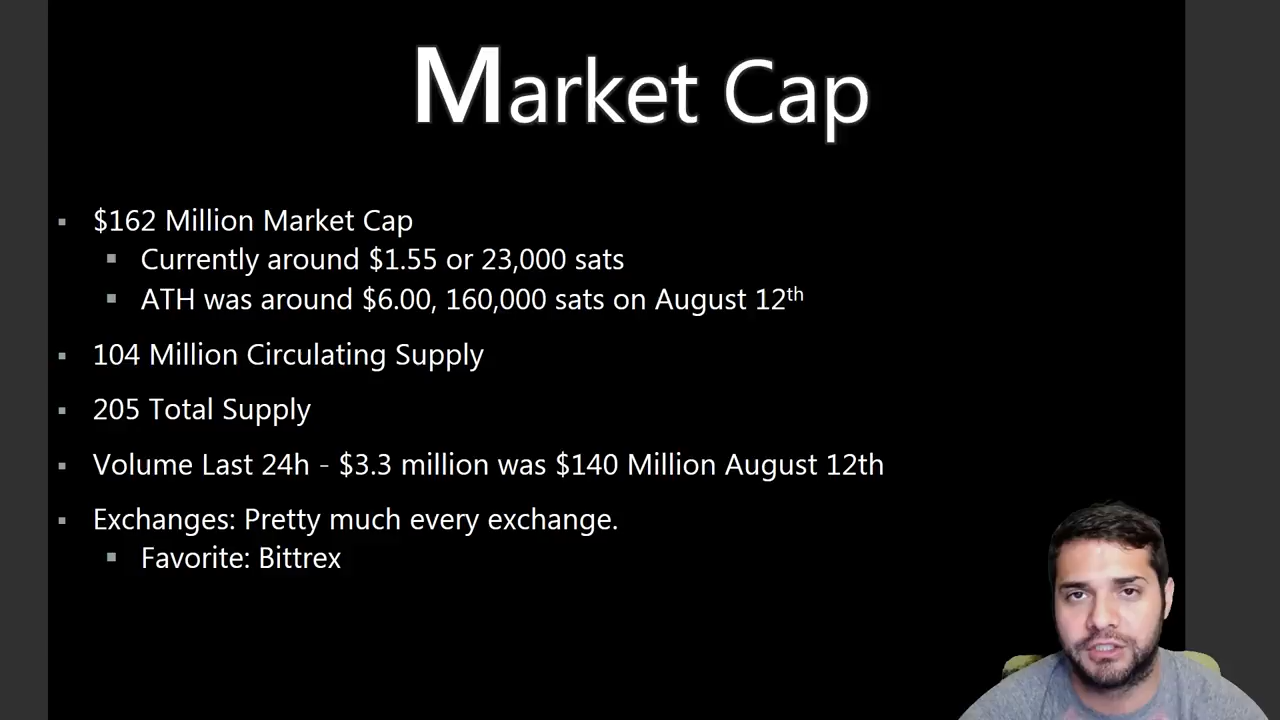 Market Cap
$162 Million Market Cap
Currently around $1.55 or 23,000 sats
ATH was around $6.00, 160,000 sats on August 12th
104 Million Circulating Supply
205 Total Supply
Volume Last 24h - $3.3 million was $140 Million August 12th
Exchanges: Pretty much every exchange.
Favorite: Bittrex